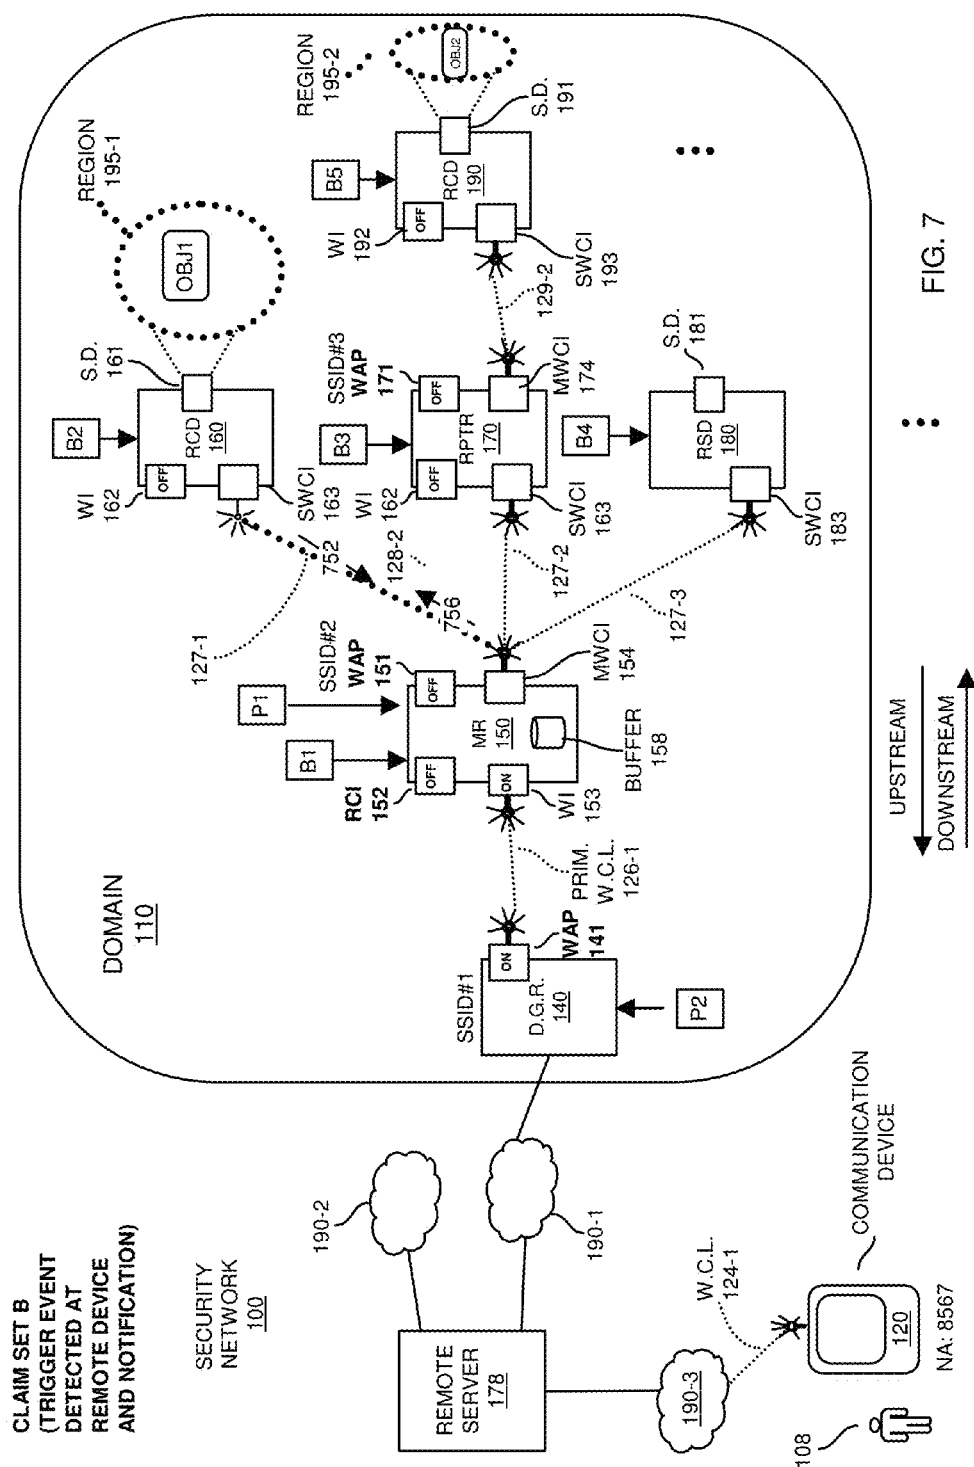 CLAIM SET B
(TRIGGER EVENT
DETECTED AT
REMOTE DEVICE
AND NOTIFICATION)
SECURITY
NETWORK
100
DOMAIN
110
REMOTE
SERVER
178
190-2
190-1
190-3
W.C.L.
124-1
108
120
NA: 8567
COMMUNICATION
DEVICE
SSID#1
D.G.R.
140
ON
WAP
141
P2
PRIM.
W.C.L.
126-1
B1
P1
RCI
152
OFF
SSID#2
WAP
151
OFF
MR
150
ON
WI
153
BUFFER
158
MWCI
154
127-1
752
756
128-2
127-2
127-3
B2
WI
162
OFF
RCD
160
S.D.
161
SWCI
163
REGION
195-1
OBJ1
B3
WI
162
OFF
SSID#3
WAP
171
OFF
RPTR
170
SWCI
163
MWCI
174
129-2
B4
RSD
180
S.D.
181
SWCI
183
B5
WI
192
OFF
RCD
190
S.D.
191
SWCI
193
REGION
195-2
OBJ2
UPSTREAM
DOWNSTREAM
FIG. 7